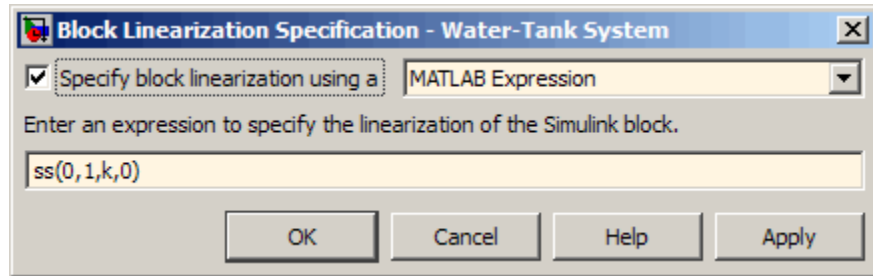 Block Linearization Specification - Water-Tank System
Specify block linearization using a MATLAB Expression
Enter an expression to specify the linearization of the Simulink block.
ss(0,1,k,0)
OK Cancel Help Apply